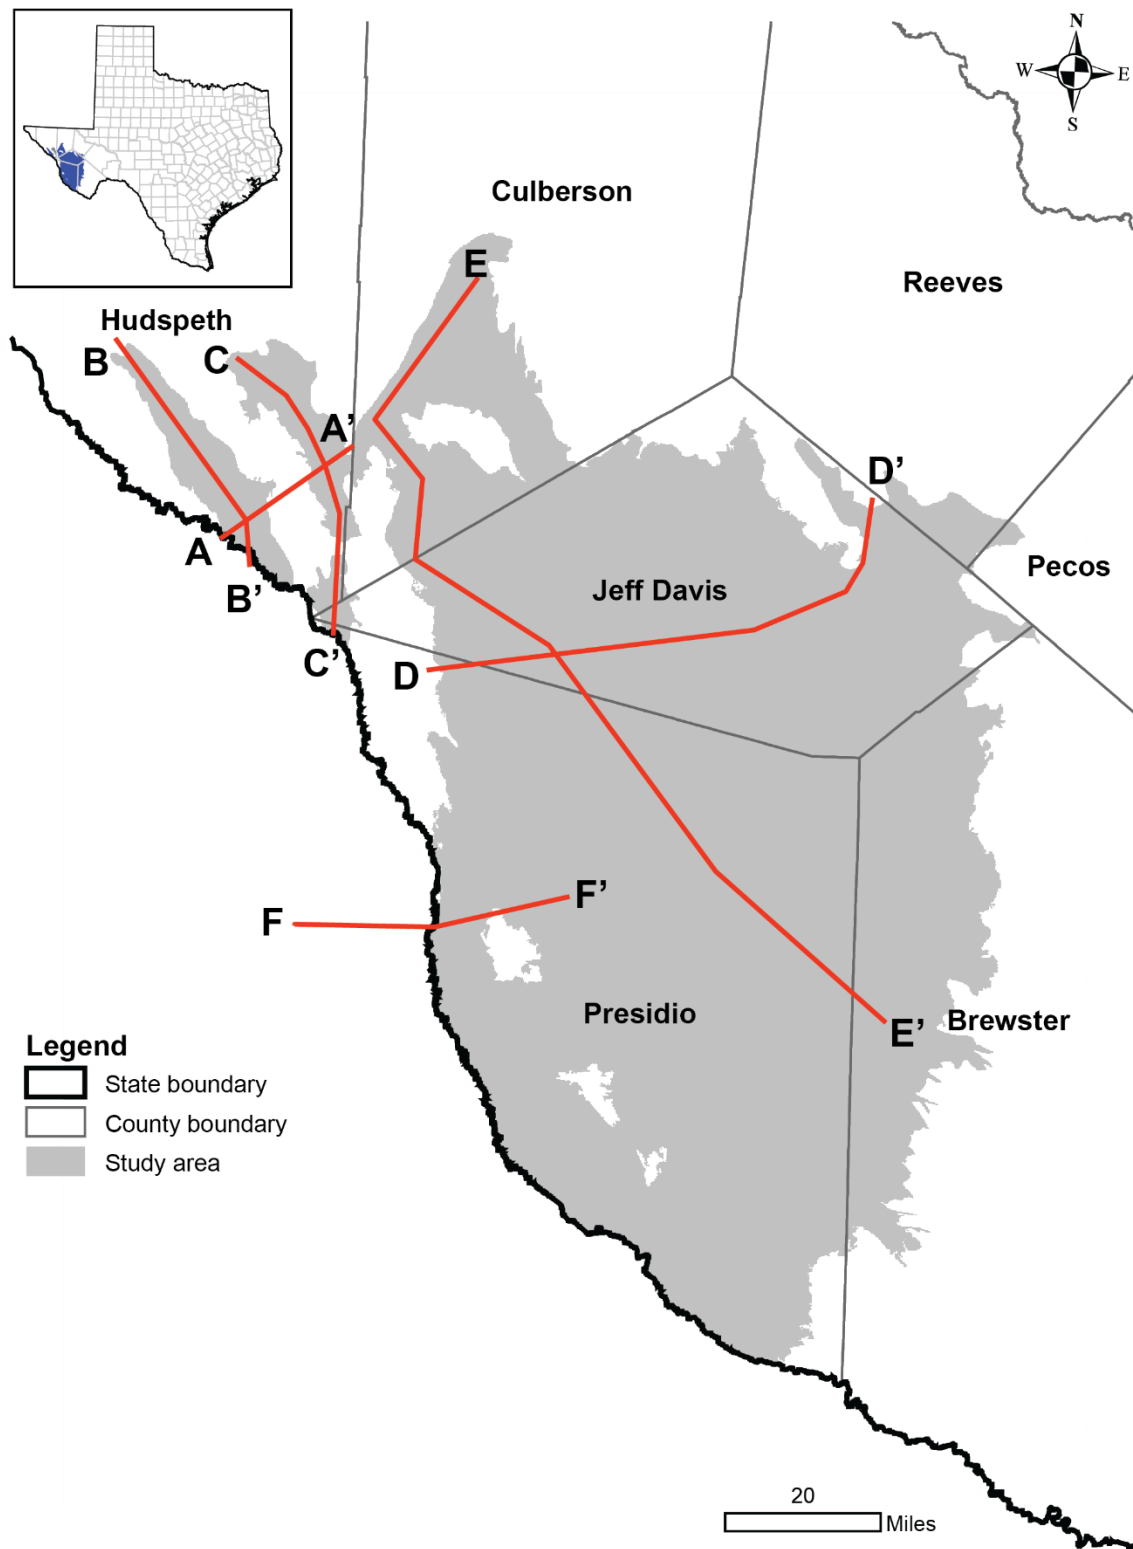 N
W
E
S
Culberson
Reeves
E
Hudspeth
B
C
A'
D'
A
B'
Pecos
Jeff Davis
C'
D
F'
F
Presidio
E'
Brewster
Legend
State boundary
County boundary
Study area
20
Miles